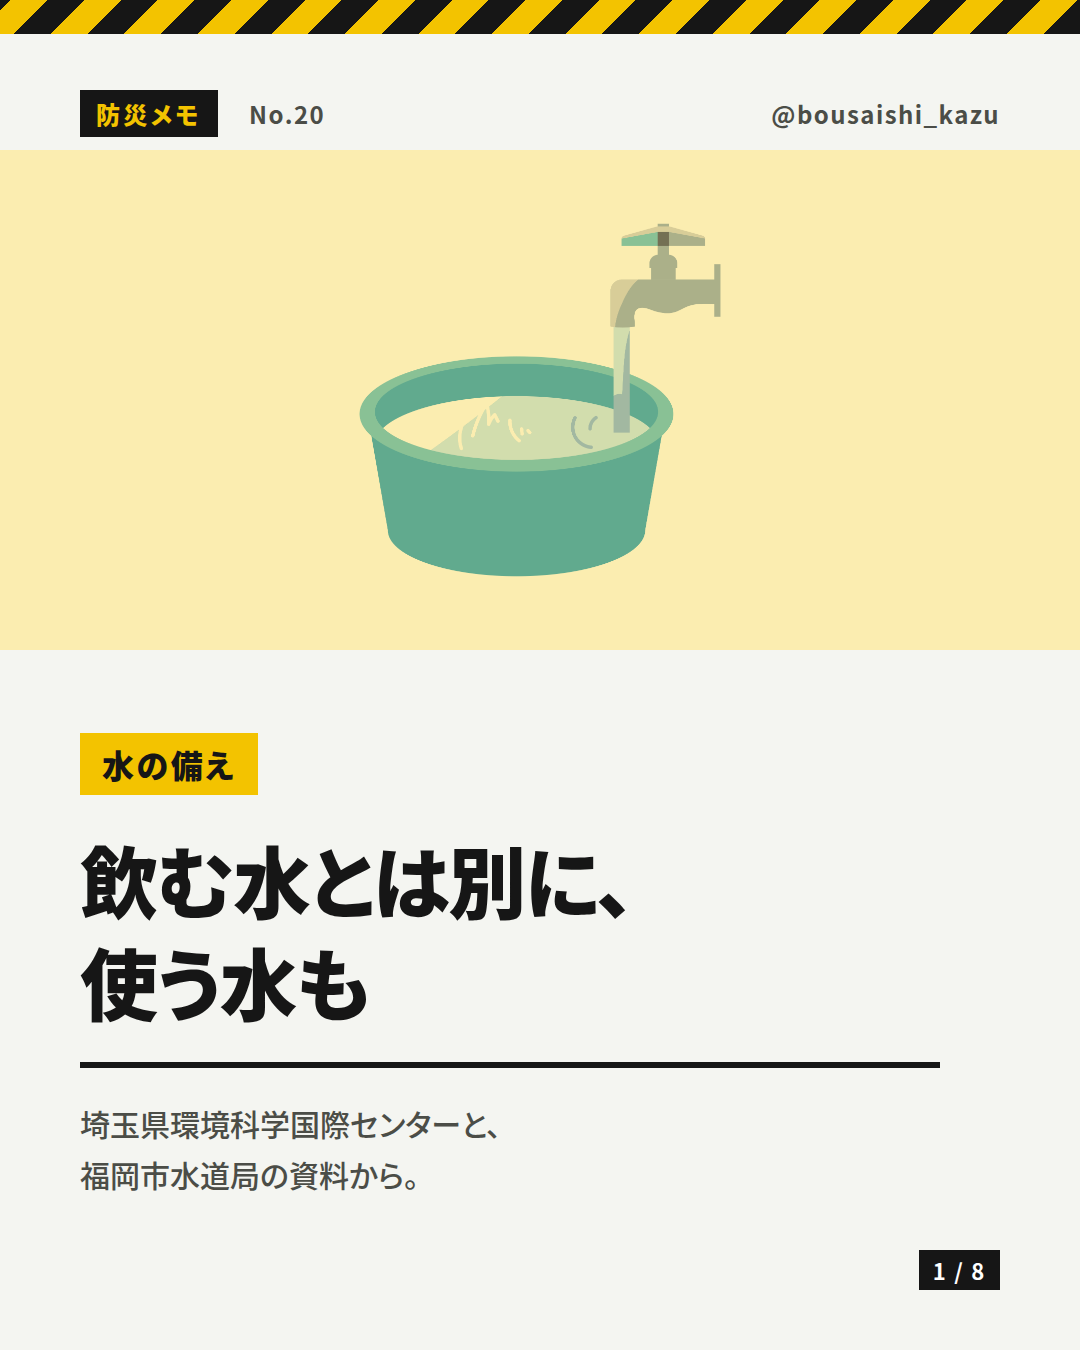 防災メモ No.20 @bousaishi_kazu
水の備え
飲む水とは別に、
使う水も
埼玉県環境科学国際センターと、
福岡市水道局の資料から。
1 / 8